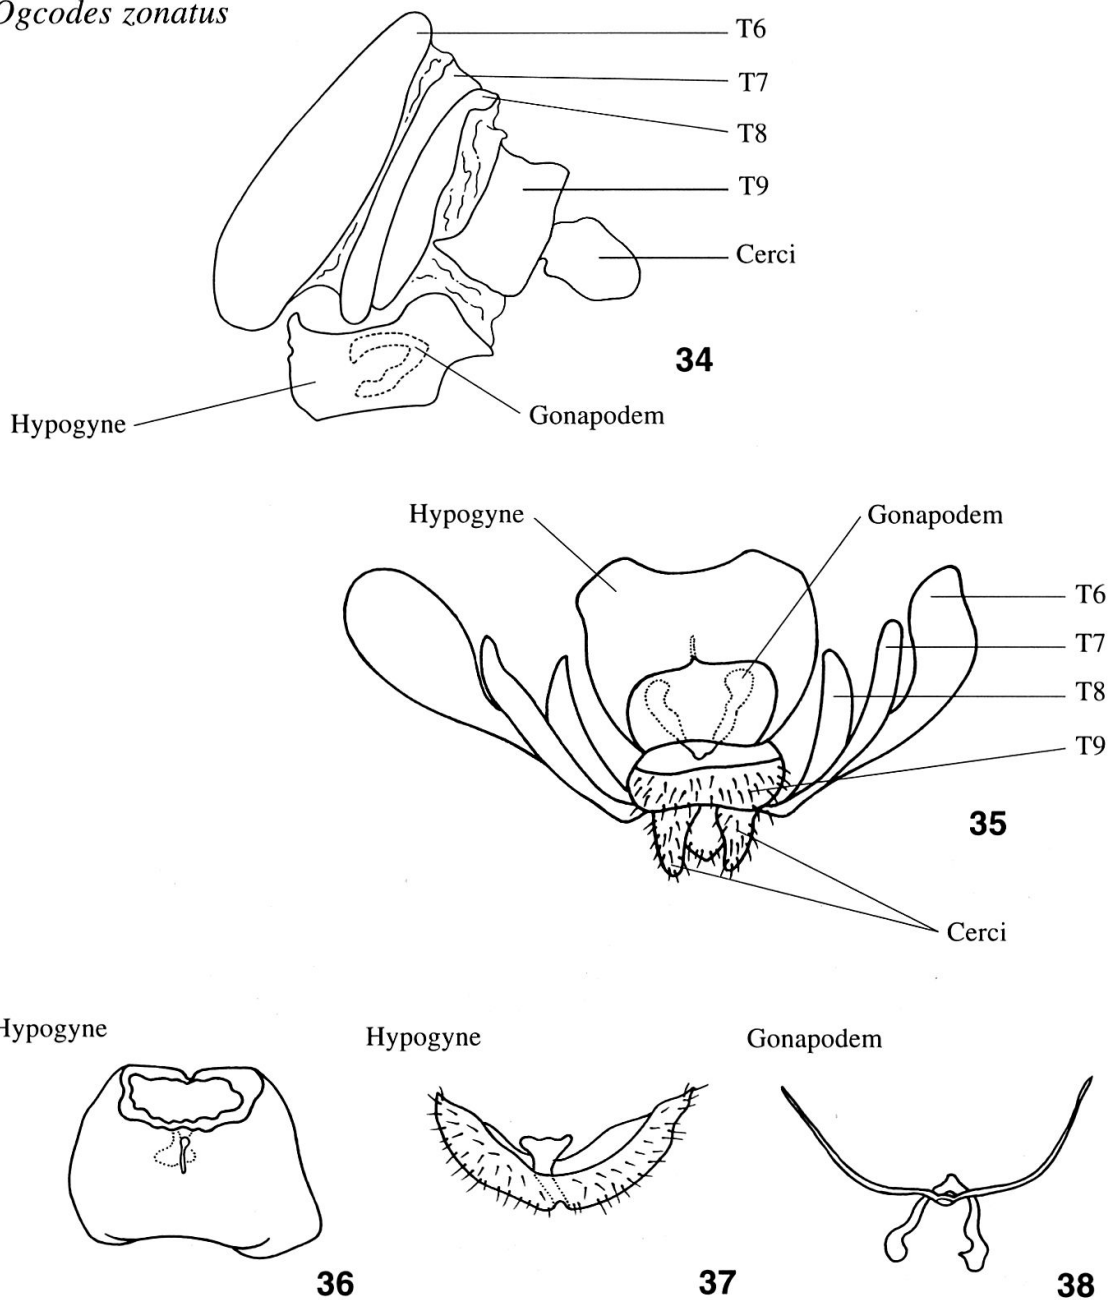 Ogcodes zonatus
T6
T7
T8
T9
Cerci
34
Hypogyne
Gonapodem
Hypogyne
Gonapodem
T6
T7
T8
T9
35
Cerci
Hypogyne
Hypogyne
Gonapodem
36
37
38